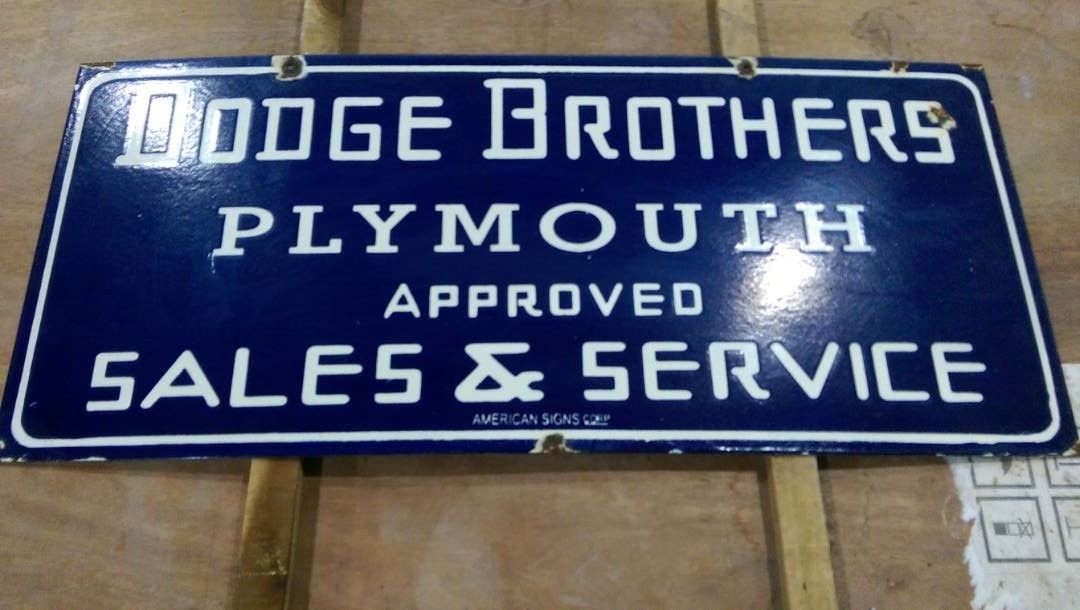 DODGE BROTHERS
PLYMOUTH
APPROVED
SALES & SERVICE
AMERICAN SIGNS CORP